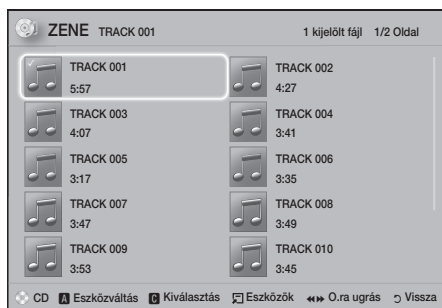 ZENE TRACK 001 1 kijelölt fájl 1/2 Oldal
TRACK 001 TRACK 002
5:57 4:27
TRACK 003 TRACK 004
4:07 3:41
TRACK 005 TRACK 006
3:17 3:35
TRACK 007 TRACK 008
3:47 3:49
TRACK 009 TRACK 010
3:53 3:45
CD A Eszközváltás C Kiválasztás Eszközök O.ra ugrás Vissza